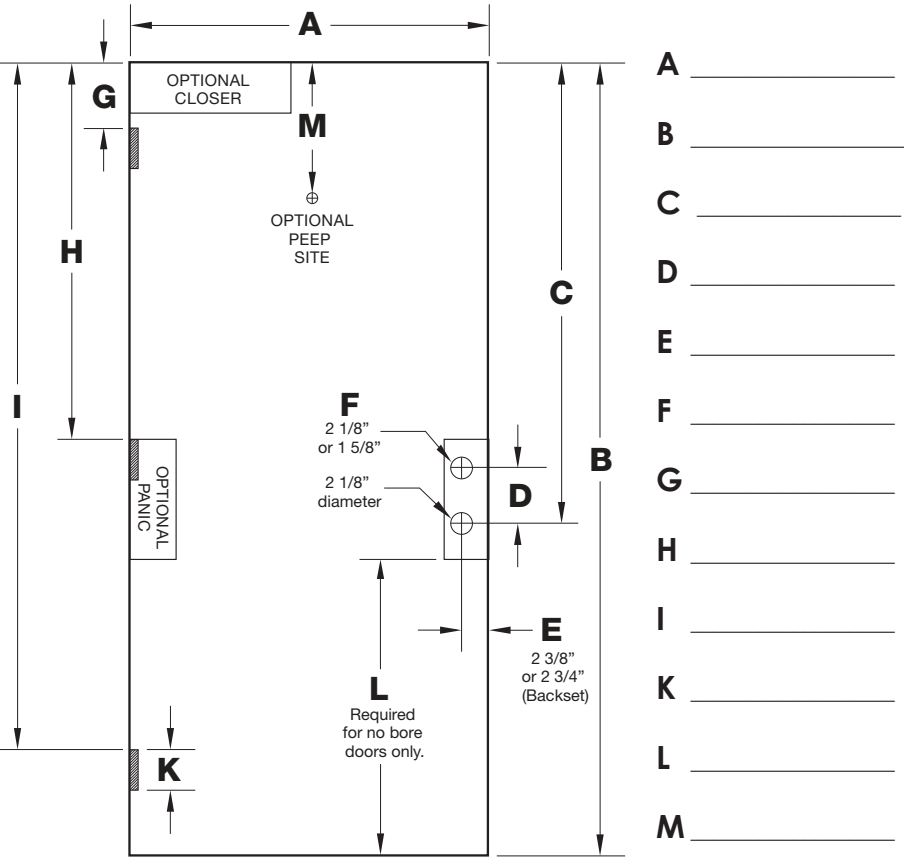 A
OPTIONAL
CLOSER
G
M
OPTIONAL
PEEP
SITE
H
C
I
F
2 1/8”
or 1 5/8”
B
D
2 1/8”
diameter
OPTIONAL
PANIC
E
2 3/8”
or 2 3/4”
(Backset)
L
Required
for no bore
doors only.
K
A
B
C
D
E
F
G
H
I
K
L
M